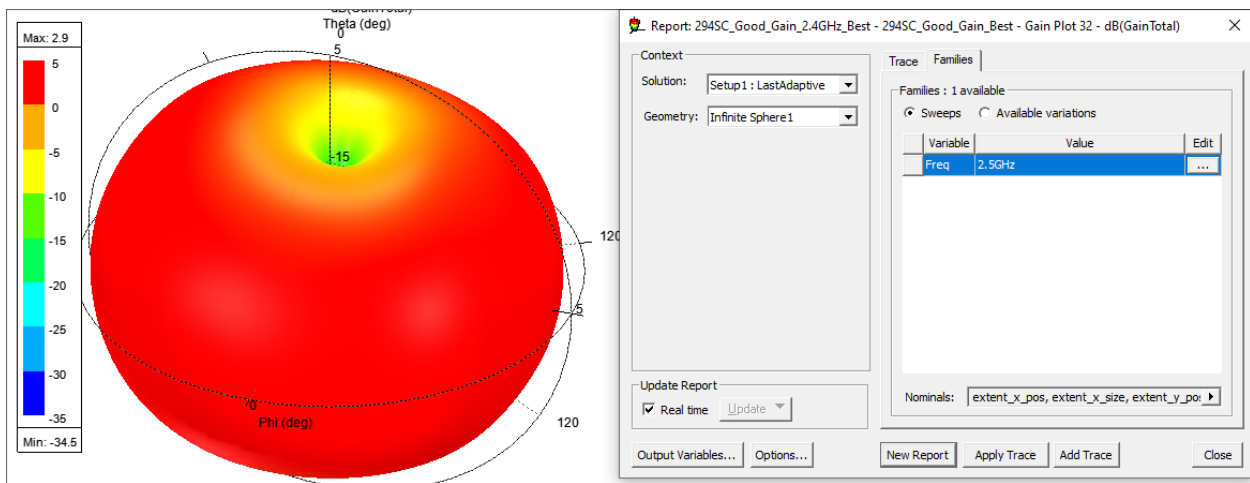 dB(GainTotal)
Theta (deg)
0
5
Max: 2.9
5
0
-5
-10
-15
-20
-25
-30
-35
Min: -34.5
-15
120
5
0
Phi (deg)
120
Report: 294SC_Good_Gain_2.4GHz_Best - 294SC_Good_Gain_Best - Gain Plot 32 - dB(GainTotal)
Context
Solution: Setup1 : LastAdaptive
Geometry: Infinite Sphere1
Update Report
Real time Update
Trace Families
Families : 1 available
Sweeps Available variations
Variable Value Edit
Freq 2.5GHz ...
Nominals: extent_x_pos, extent_x_size, extent_y_pos
Output Variables... Options... New Report Apply Trace Add Trace Close